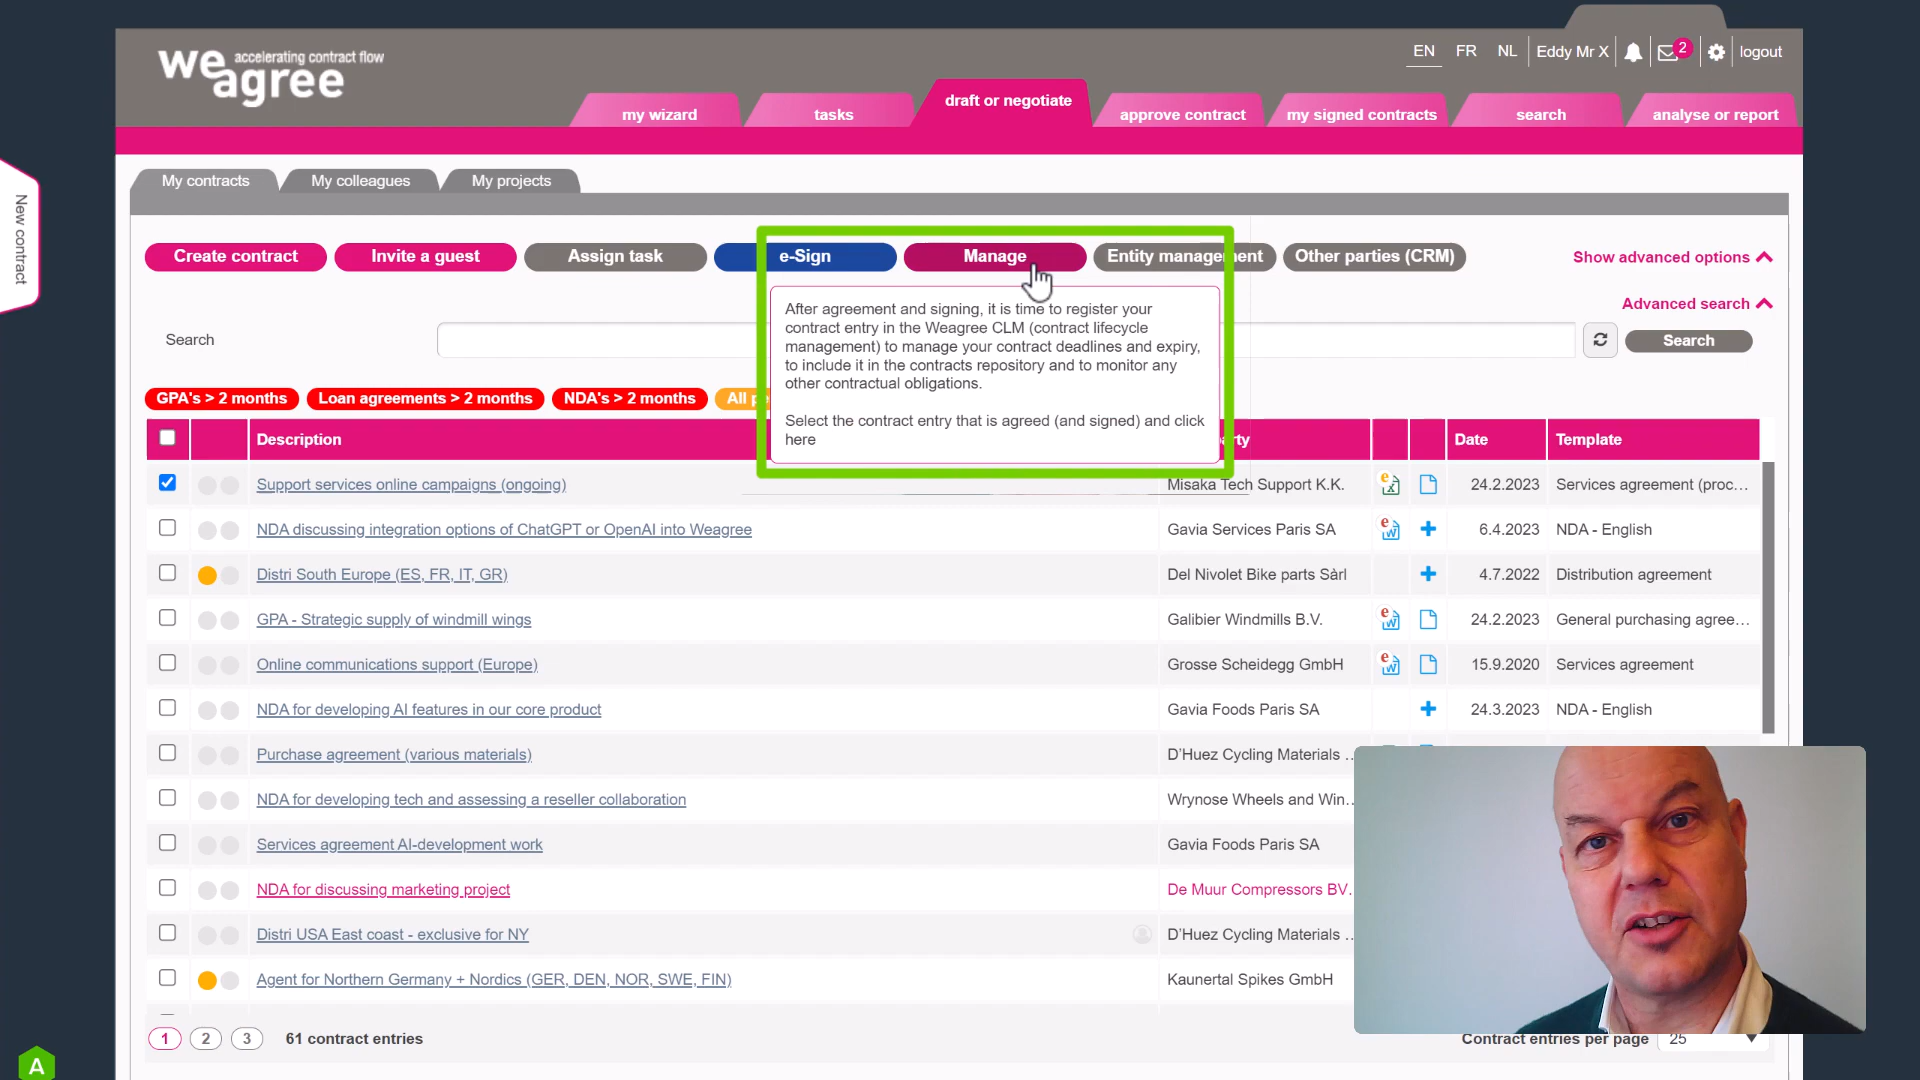 we agree accelerating contract flow
EN FR NL Eddy Mr X 2 logout
my wizard tasks draft or negotiate approve contract my signed contracts search analyse or report
New contract
My contracts My colleagues My projects
Create contract Invite a guest Assign task e-Sign Manage Entity management Other parties (CRM) Show advanced options
Advanced search
After agreement and signing, it is time to register your
contract entry in the Weagree CLM (contract lifecycle
management) to manage your contract deadlines and expiry,
to include it in the contracts repository and to monitor any
other contractual obligations.
Select the contract entry that is agreed (and signed) and click
here
Search Search
GPA's > 2 months Loan agreements > 2 months NDA's > 2 months All
Description Date Template
Support services online campaigns (ongoing) Misaka Tech Support K.K. 24.2.2023 Services agreement (proc...
NDA discussing integration options of ChatGPT or OpenAI into Weagree Gavia Services Paris SA 6.4.2023 NDA - English
Distri South Europe (ES, FR, IT, GR) Del Nivolet Bike parts Sàrl 4.7.2022 Distribution agreement
GPA - Strategic supply of windmill wings Galibier Windmills B.V. 24.2.2023 General purchasing agree...
Online communications support (Europe) Grosse Scheidegg GmbH 15.9.2020 Services agreement
NDA for developing AI features in our core product Gavia Foods Paris SA 24.3.2023 NDA - English
Purchase agreement (various materials) D'Huez Cycling Materials ...
NDA for developing tech and assessing a reseller collaboration Wrynose Wheels and Win...
Services agreement AI-development work Gavia Foods Paris SA
NDA for discussing marketing project De Muur Compressors BV.
Distri USA East coast - exclusive for NY D'Huez Cycling Materials ...
Agent for Northern Germany + Nordics (GER, DEN, NOR, SWE, FIN) Kaunertal Spikes GmbH
1 2 3 61 contract entries Contract entries per page 25
A